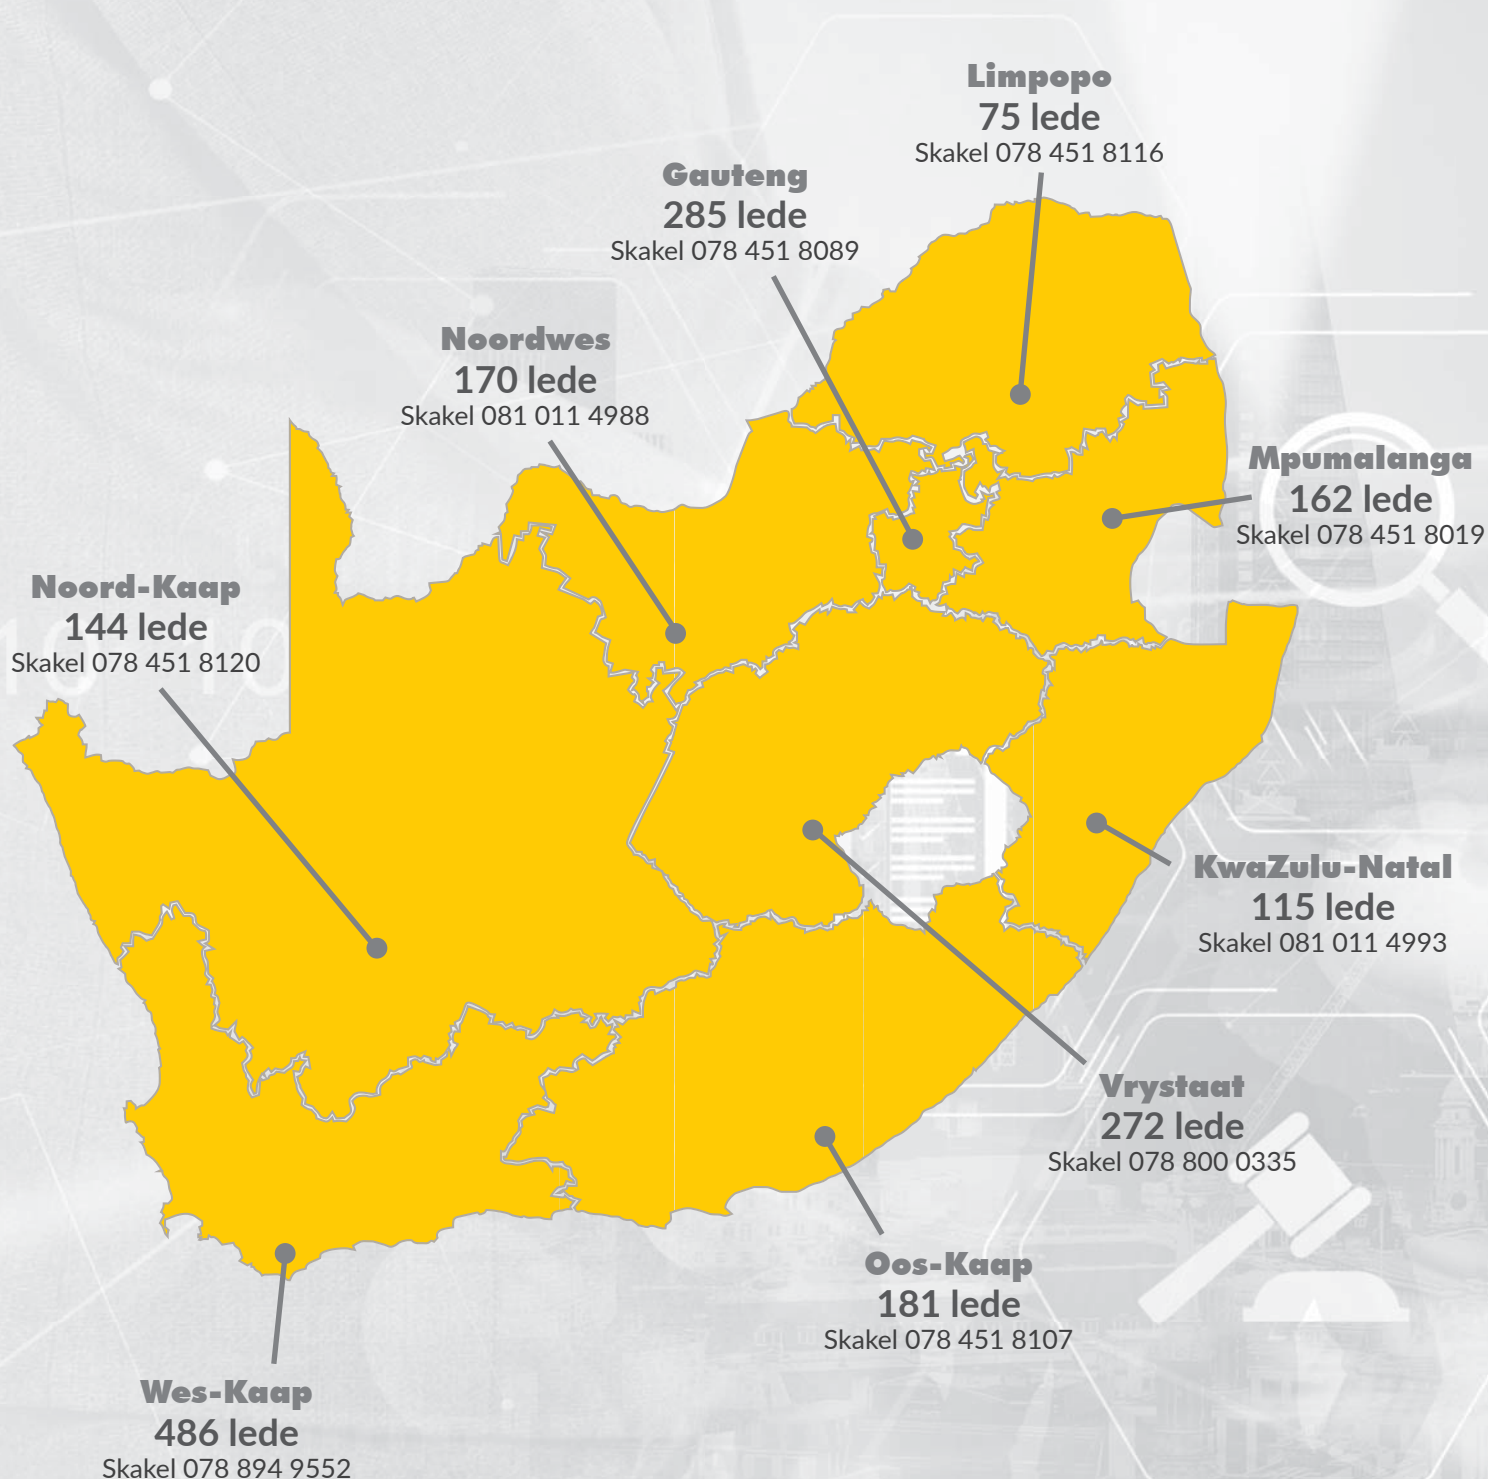 Limpopo
75 lede
Skakel 078 451 8116
Gauteng
285 lede
Skakel 078 451 8089
Noordwes
170 lede
Skakel 081 011 4988
Mpumalanga
162 lede
Skakel 078 451 8019
Noord-Kaap
144 lede
Skakel 078 451 8120
KwaZulu-Natal
115 lede
Skakel 081 011 4993
Vrystaat
272 lede
Skakel 078 800 0335
Oos-Kaap
181 lede
Skakel 078 451 8107
Wes-Kaap
486 lede
Skakel 078 894 9552